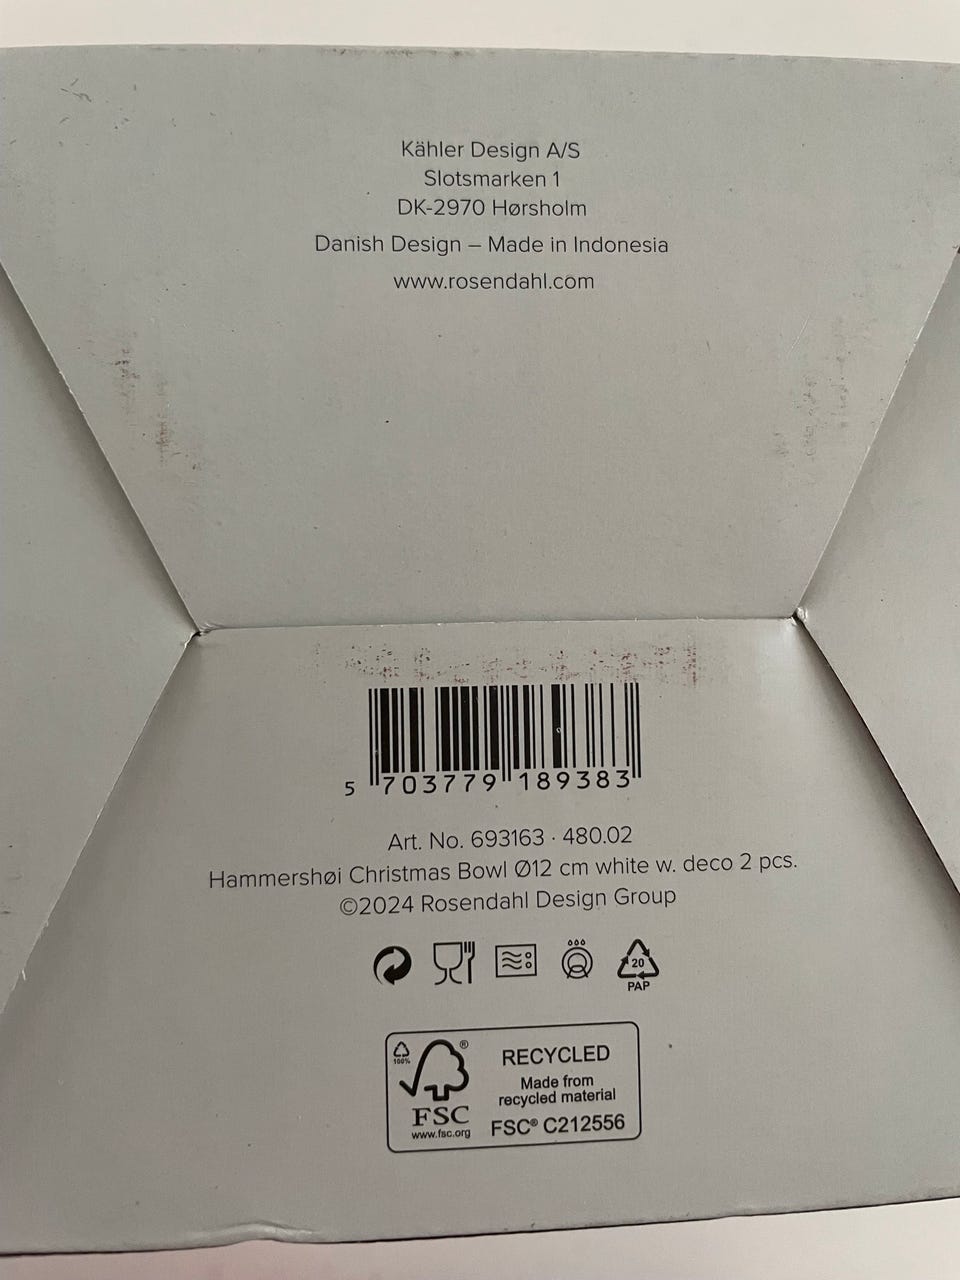 Kähler Design A/S
Slotsmarken 1
DK-2970 Hørsholm
Danish Design – Made in Indonesia
www.rosendahl.com
5 703779 189383
Art. No. 693163 · 480.02
Hammershøi Christmas Bowl Ø12 cm white w. deco 2 pcs.
©2024 Rosendahl Design Group
20
PAP
100%
®
FSC
www.fsc.org
RECYCLED
Made from
recycled material
FSC® C212556